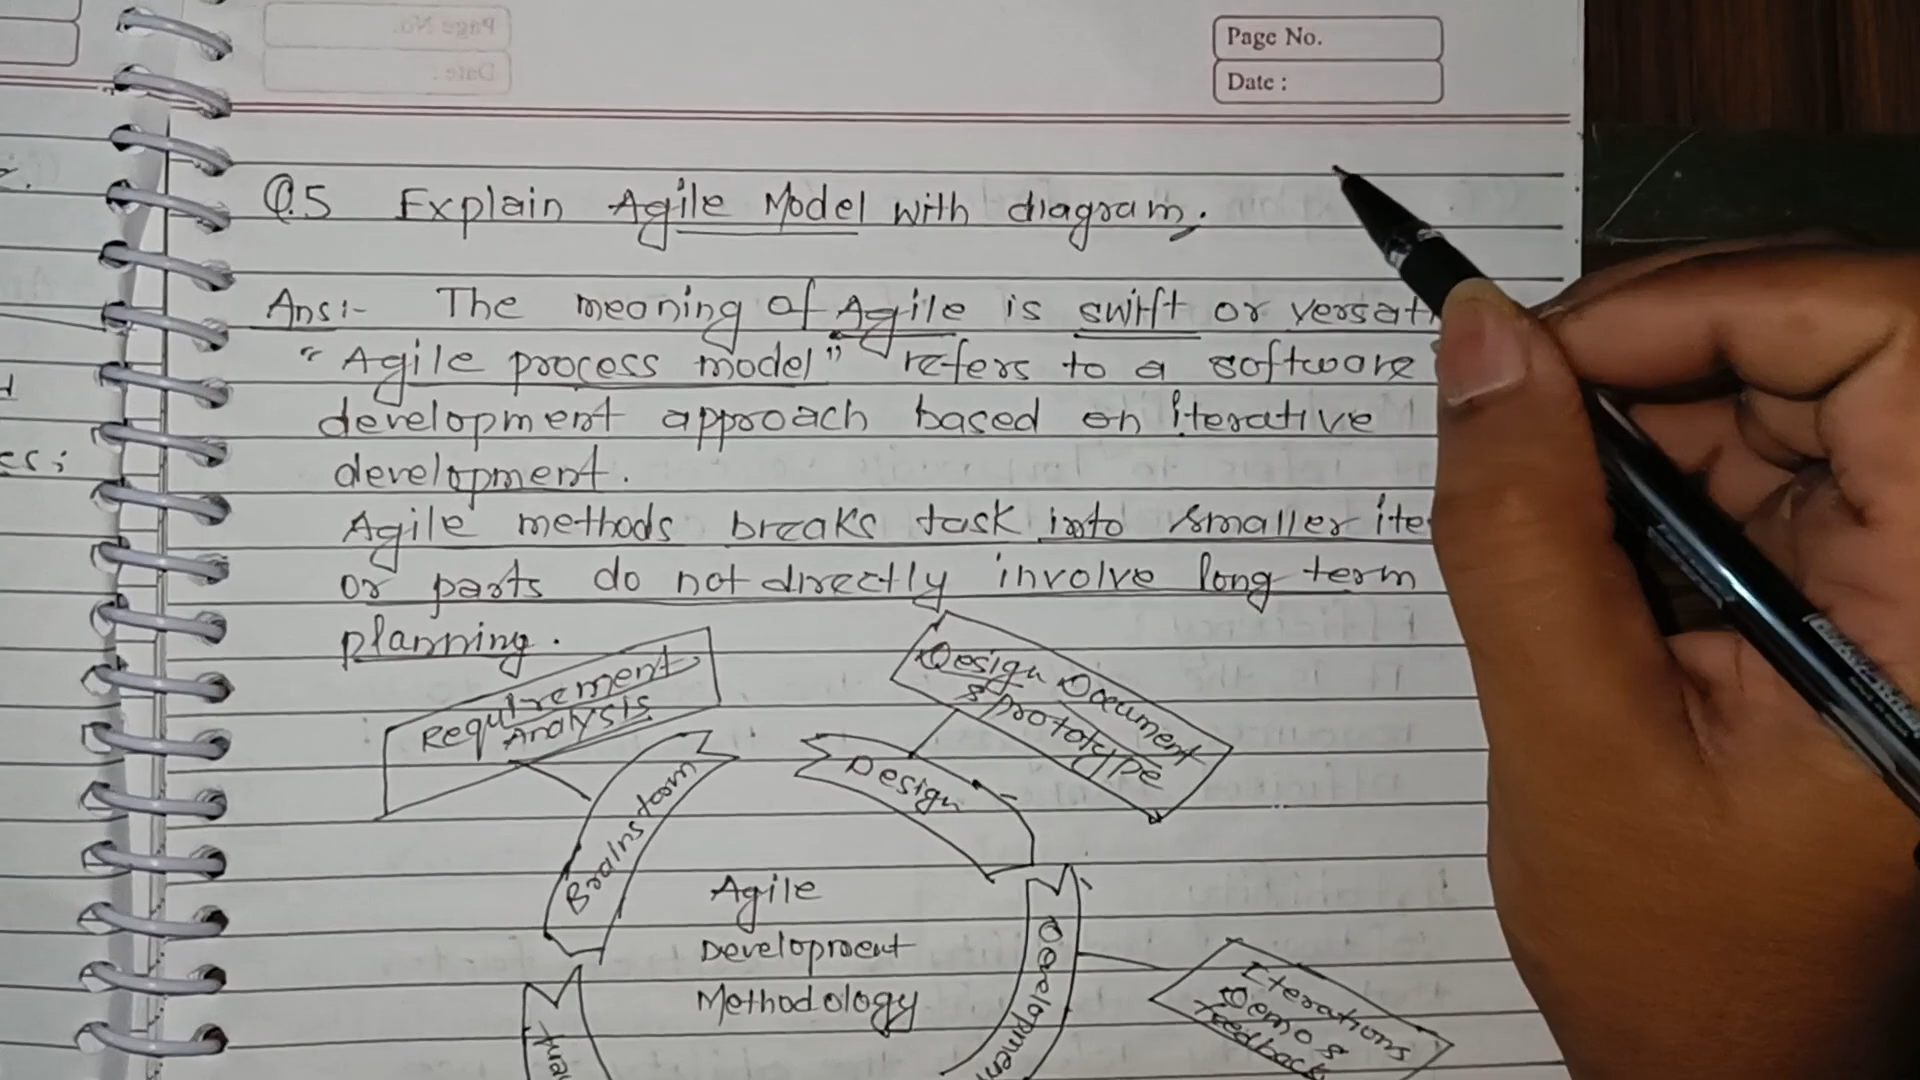 Page No.
Date :
Q.5 Explain Agile Model with diagram.
Ans:- The meaning of Agile is swift or versat
"Agile process model" refers to a software
development approach based on iterative
development.
Agile methods breaks task into smaller ite
or parts do not directly involve long term
planning.
Requirement
Analysis
Design Document
& prototype
Brainstorm
Design
Agile
Development
Methodology
Development
Iterations
Demo &
Feedback